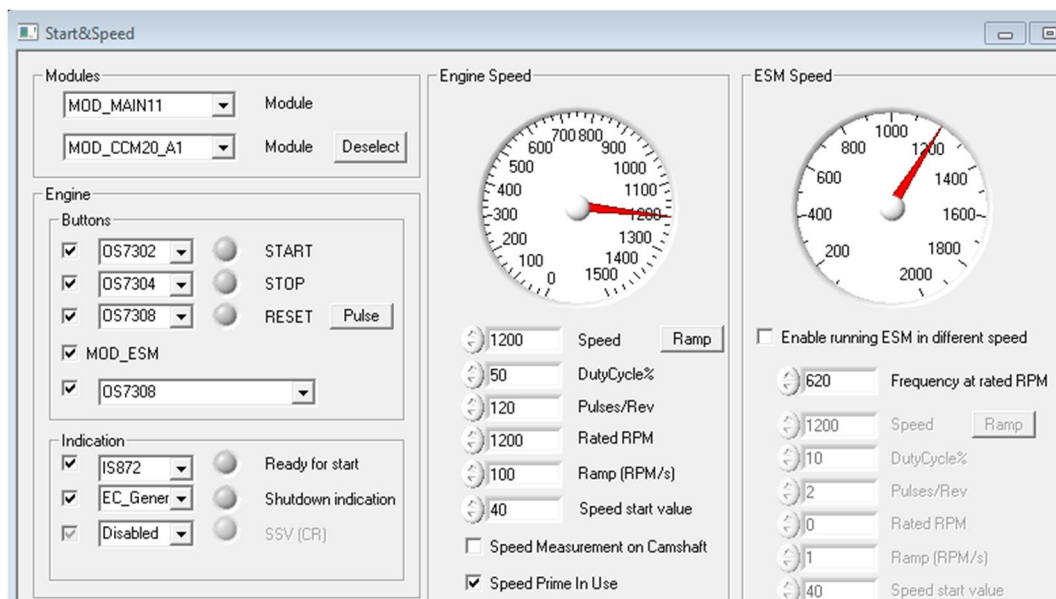 Start&Speed
Modules
MOD_MAIN11 Module
MOD_CCM20_A1 Module Deselect
Engine
Buttons
OS7302 START
OS7304 STOP
OS7308 RESET Pulse
MOD_ESM
OS7308
Indication
IS872 Ready for start
EC_Gener Shutdown indication
Disabled SSV (CR)
Engine Speed
0 100 200 300 400 500 600 700 800 900 1000 1100 1200 1300 1400 1500
1200 Speed Ramp
50 DutyCycle%
120 Pulses/Rev
1200 Rated RPM
100 Ramp (RPM/s)
40 Speed start value
Speed Measurement on Camshaft
Speed Prime In Use
ESM Speed
200 400 600 800 1000 1200 1400 1600 1800 2000
Enable running ESM in different speed
620 Frequency at rated RPM
1200 Speed Ramp
10 DutyCycle%
2 Pulses/Rev
0 Rated RPM
1 Ramp (RPM/s)
40 Speed start value